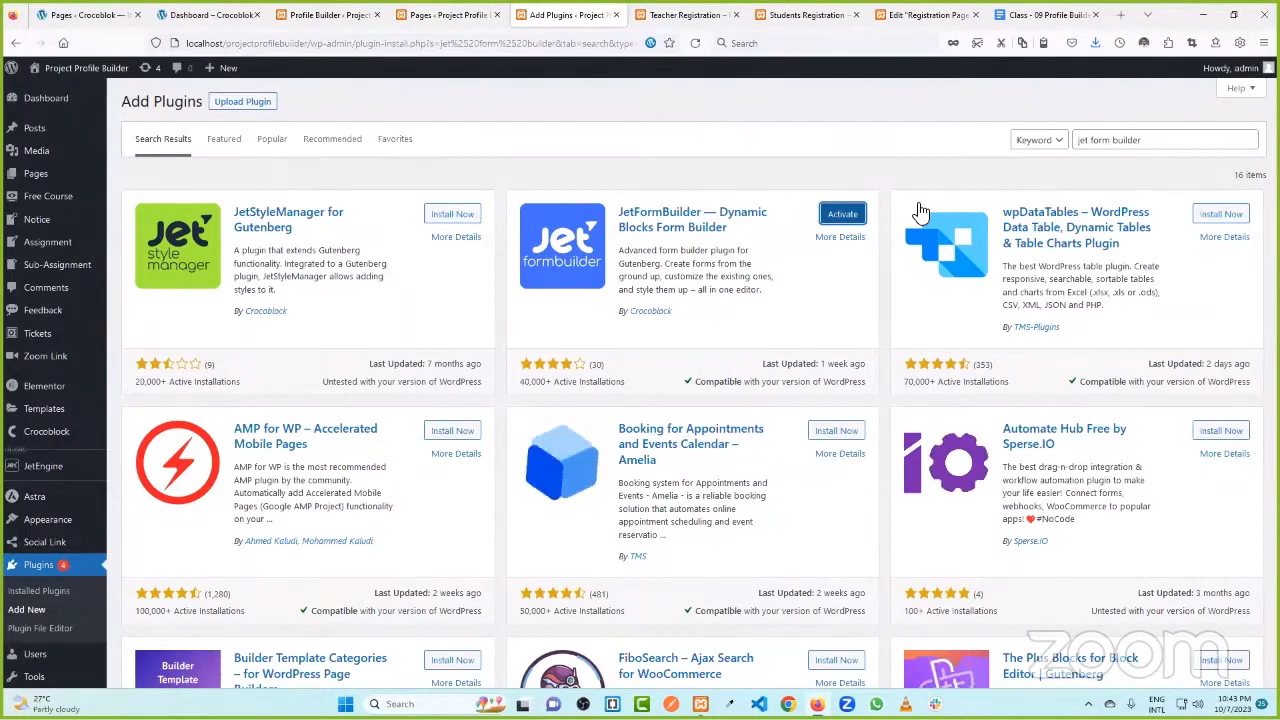 Pages ‹ Crocoblok — W
Dashboard ‹ CrocobloK
Profile Builder ‹ Project
Pages ‹ Project Profile
Add Plugins ‹ Project P
Teacher Registration –
Students Registration –
Edit "Registration Page
Class - 09 Profile Build
localhost/projectprofilebuilder/wp-admin/plugin-install.php?s=jet%2520form%2520builder&tab=search&type
Search
Project Profile Builder
4
0
New
Howdy, admin
Dashboard
Posts
Media
Pages
Free Course
Notice
Assignment
Sub-Assignment
Comments
Feedback
Tickets
Zoom Link
Elementor
Templates
Crocoblock
JetEngine
Astra
Appearance
Social Link
Plugins 4
Installed Plugins
Add New
Plugin File Editor
Users
Tools
Add Plugins
Upload Plugin
Help
Search Results
Featured
Popular
Recommended
Favorites
Keyword
jet form builder
16 items
jet
style
manager
JetStyleManager for
Gutenberg
Install Now
More Details
A plugin that extends Gutenberg
functionality. Integrated to a Gutenberg
plugin, JetStyleManager allows adding
styles to it.
By Crocoblock
(9)
Last Updated: 7 months ago
20,000+ Active Installations
Untested with your version of WordPress
jet
formbuilder
JetFormBuilder — Dynamic
Blocks Form Builder
Activate
More Details
Advanced form builder plugin for
Gutenberg. Create forms from the
ground up, customize the existing ones,
and style them up – all in one editor.
By Crocoblock
(30)
Last Updated: 1 week ago
40,000+ Active Installations
Compatible with your version of WordPress
wpDataTables – WordPress
Data Table, Dynamic Tables
& Table Charts Plugin
Install Now
More Details
The best WordPress table plugin. Create
responsive, searchable, sortable tables
and charts from Excel (.xlsx, .xls or .ods),
CSV, XML, JSON and PHP.
By TMS-Plugins
(353)
Last Updated: 2 days ago
70,000+ Active Installations
Compatible with your version of WordPress
AMP for WP – Accelerated
Mobile Pages
Install Now
More Details
AMP for WP is the most recommended
AMP plugin by the community.
Automatically add Accelerated Mobile
Pages (Google AMP Project) functionality
on your ...
By Ahmed Kaludi, Mohammed Kaludi
(1,280)
Last Updated: 2 weeks ago
100,000+ Active Installations
Compatible with your version of WordPress
Booking for Appointments
and Events Calendar –
Amelia
Install Now
More Details
Booking system for Appointments and
Events - Amelia - is a reliable booking
solution that automates online
appointment scheduling and event
reservatio ...
By TMS
(481)
Last Updated: 2 weeks ago
50,000+ Active Installations
Compatible with your version of WordPress
Automate Hub Free by
Sperse.IO
Install Now
More Details
The best drag-n-drop integration &
workflow automation plugin to make
your life easier! Connect forms,
webhooks, WooCommerce to popular
apps! ❤️#NoCode
By Sperse.IO
(4)
Last Updated: 3 months ago
100+ Active Installations
Untested with your version of WordPress
Builder
Template
Builder Template Categories
– for WordPress Page
Install Now
More Details
FiboSearch – Ajax Search
for WooCommerce
Install Now
More Details
The Plus Blocks for Block
Editor | Gutenberg
Install Now
More Details
zoom
27°C
Partly cloudy
Search
ENG
INTL
10:43 PM
10/7/2023
25